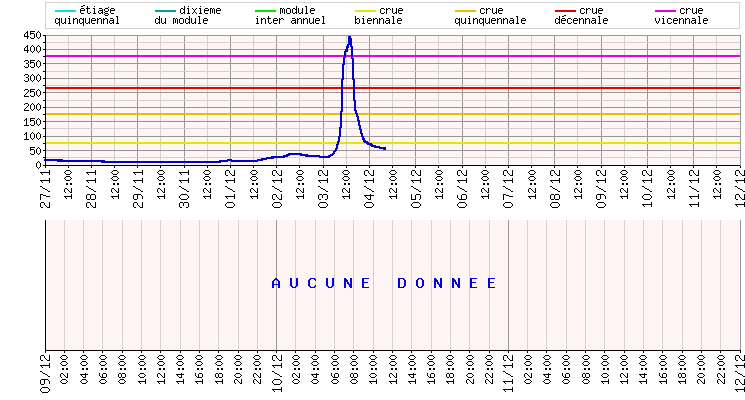 étiage quinquennal
dixieme du module
module inter annuel
crue biennale
crue quinquennale
crue décennale
crue vicennale
450
400
350
300
250
200
150
100
50
0
27/11 12:00 28/11 12:00 29/11 12:00 30/11 12:00 01/12 12:00 02/12 12:00 03/12 12:00 04/12 12:00 05/12 12:00 06/12 12:00 07/12 12:00 08/12 12:00 09/12 12:00 10/12 12:00 11/12 12:00 12/12
AUCUNE DONNEE
09/12 02:00 04:00 06:00 08:00 10:00 12:00 14:00 16:00 18:00 20:00 22:00 10/12 02:00 04:00 06:00 08:00 10:00 12:00 14:00 16:00 18:00 20:00 22:00 11/12 02:00 04:00 06:00 08:00 10:00 12:00 14:00 16:00 18:00 20:00 22:00 12/12